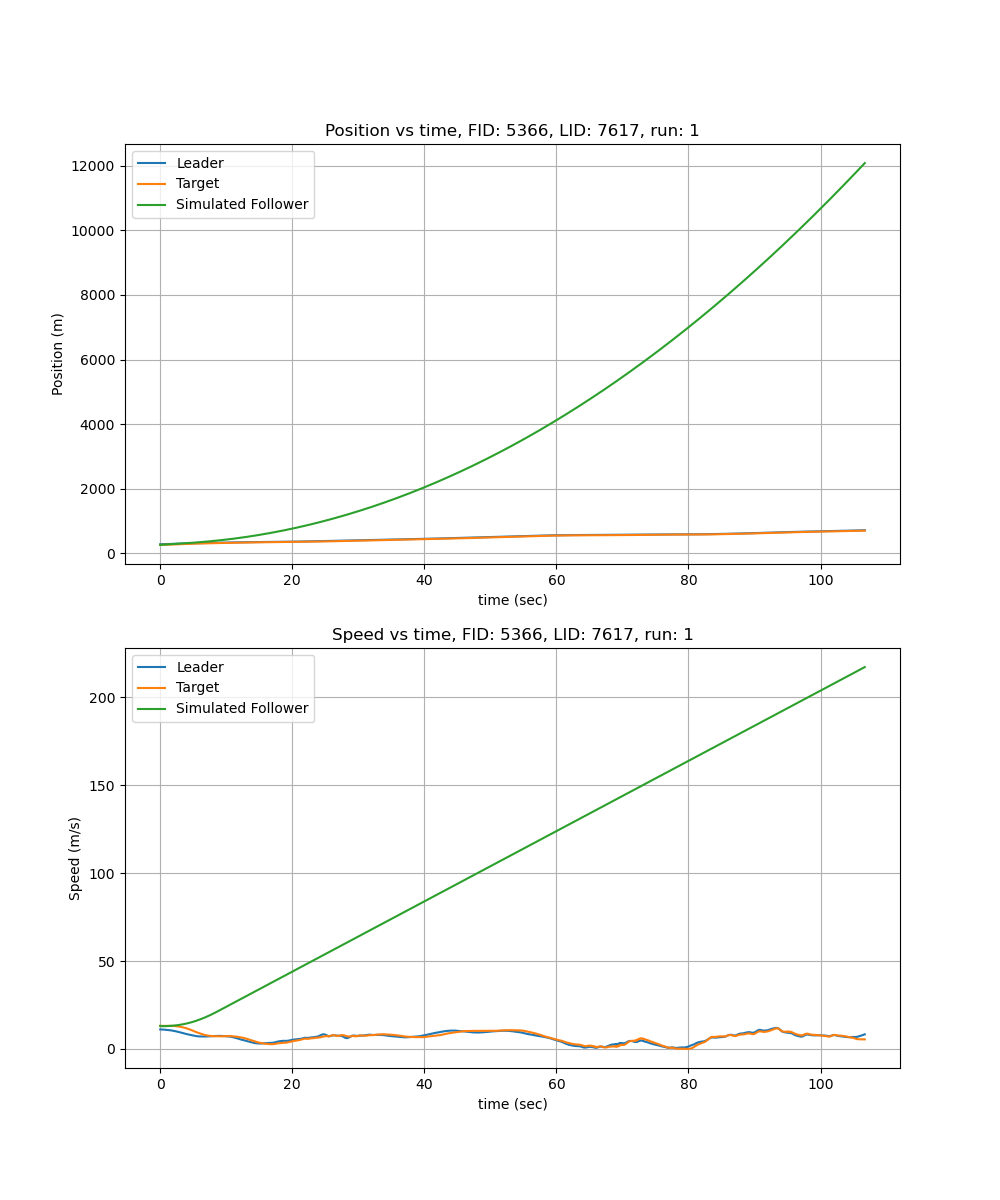 Position vs time, FID: 5366, LID: 7617, run: 1
Leader
Target
Simulated Follower
12000
10000
8000
6000
4000
2000
0
Position (m)
0 20 40 60 80 100
time (sec)
Speed vs time, FID: 5366, LID: 7617, run: 1
Leader
Target
Simulated Follower
200
150
100
50
0
Speed (m/s)
0 20 40 60 80 100
time (sec)